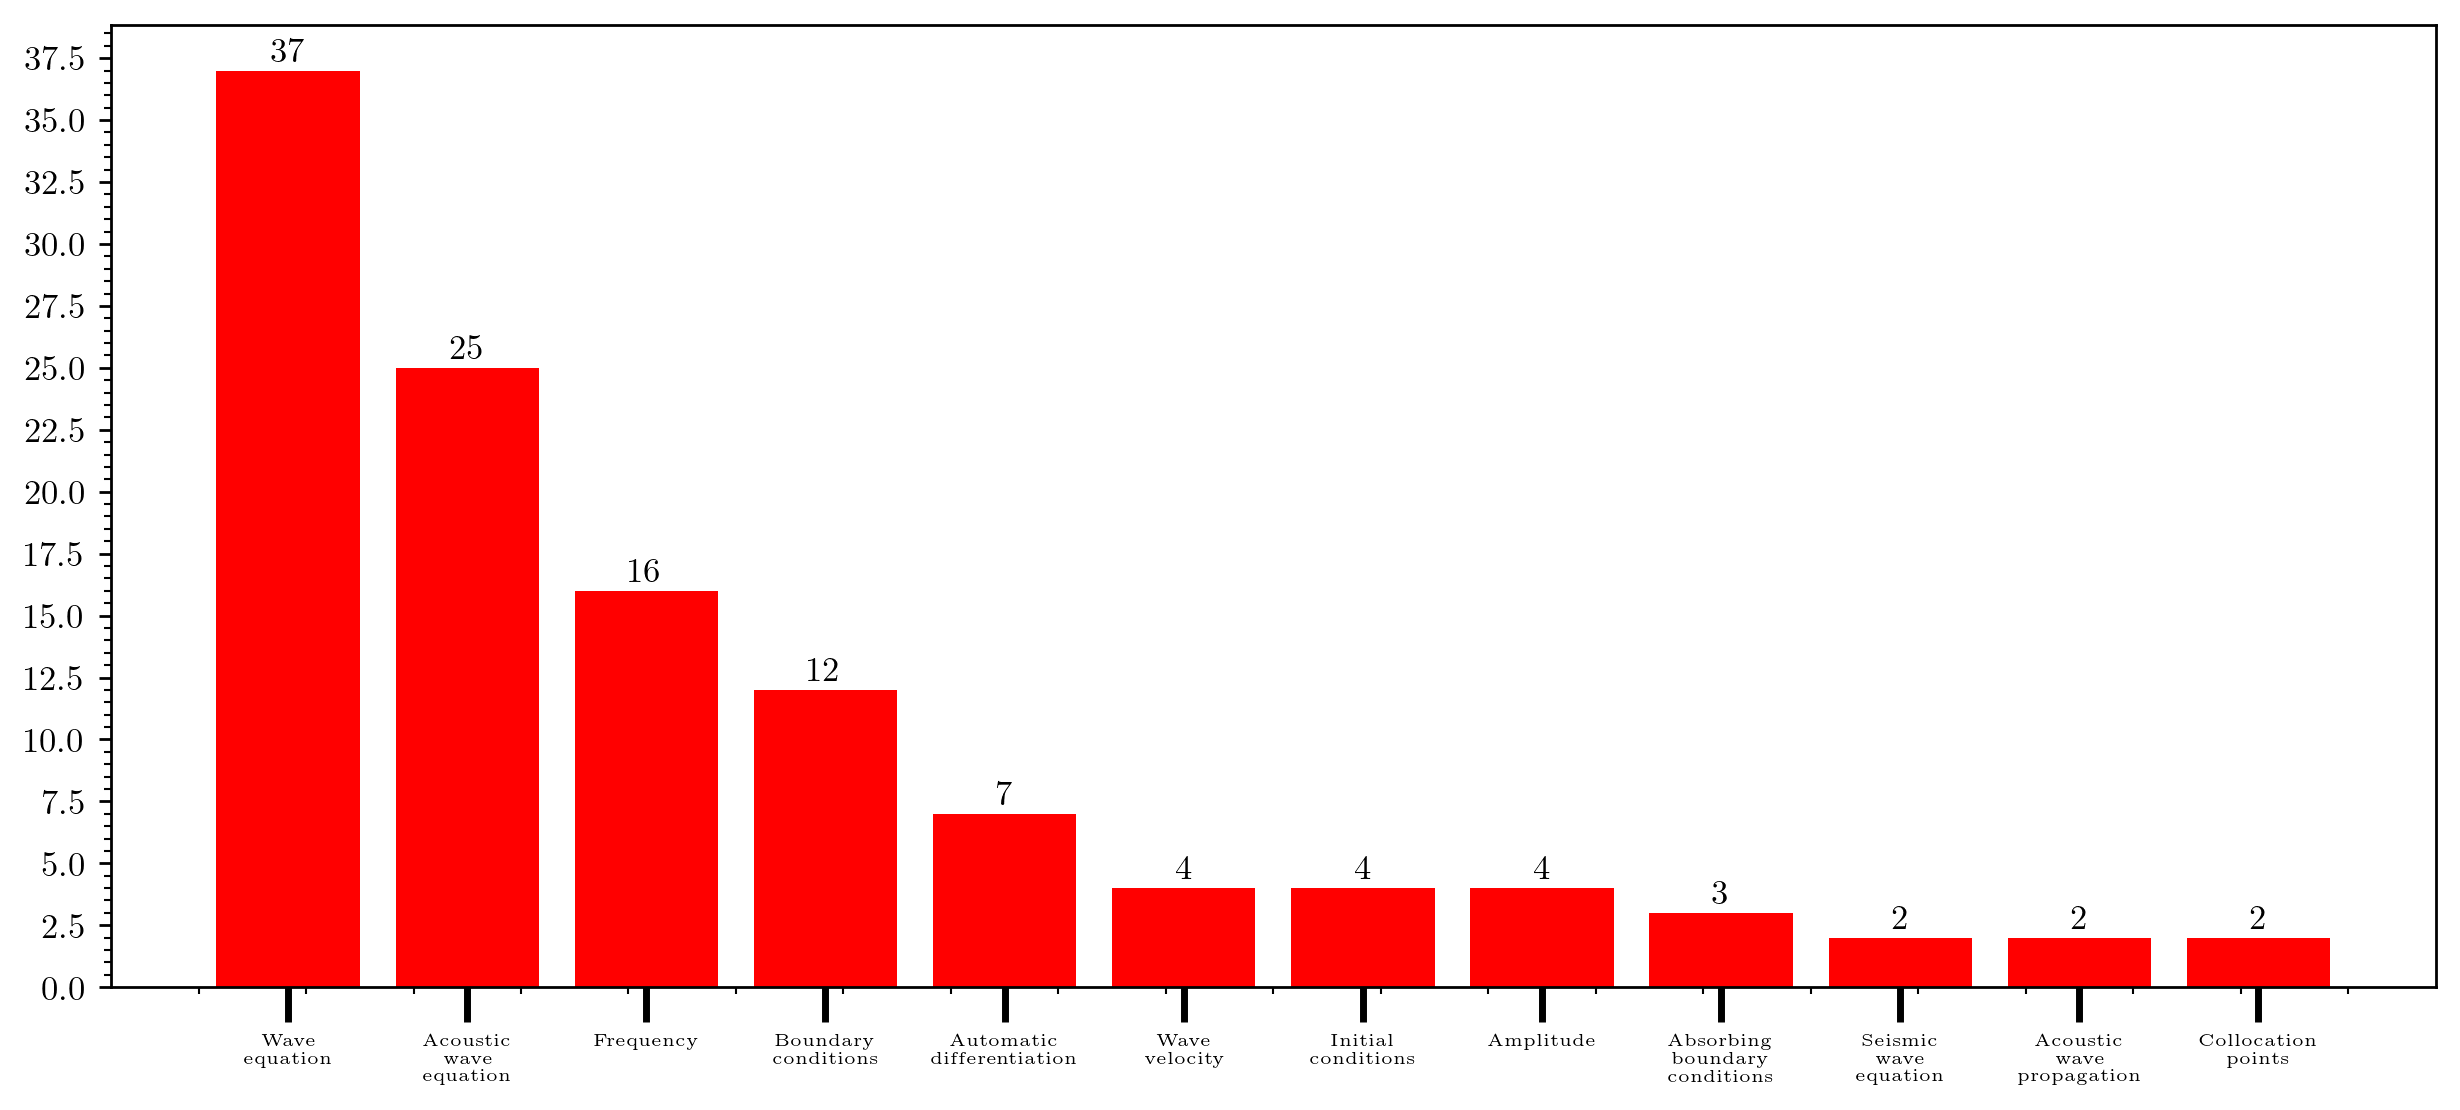 37.5
35.0
32.5
30.0
27.5
25.0
22.5
20.0
17.5
15.0
12.5
10.0
7.5
5.0
2.5
0.0
37
25
16
12
7
4
4
4
3
2
2
2
Wave
equation
Acoustic
wave
equation
Frequency
Boundary
conditions
Automatic
differentiation
Wave
velocity
Initial
conditions
Amplitude
Absorbing
boundary
conditions
Seismic
wave
equation
Acoustic
wave
propagation
Collocation
points